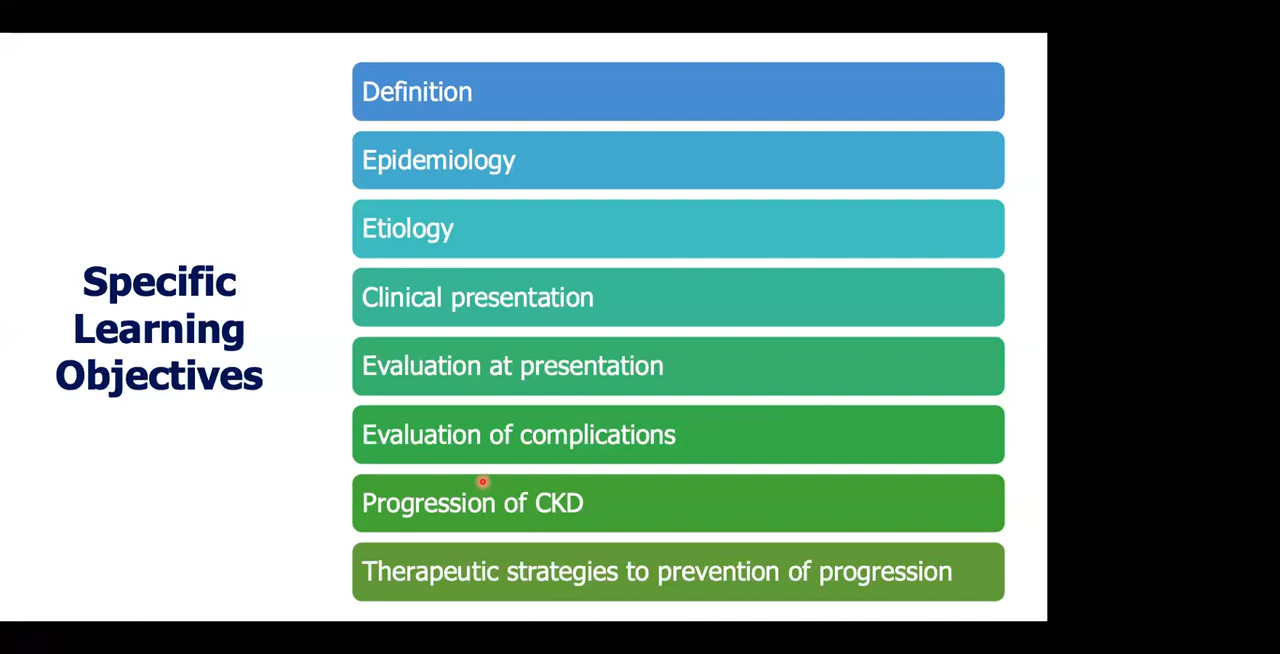 Specific
Learning
Objectives
Definition
Epidemiology
Etiology
Clinical presentation
Evaluation at presentation
Evaluation of complications
Progression of CKD
Therapeutic strategies to prevention of progression